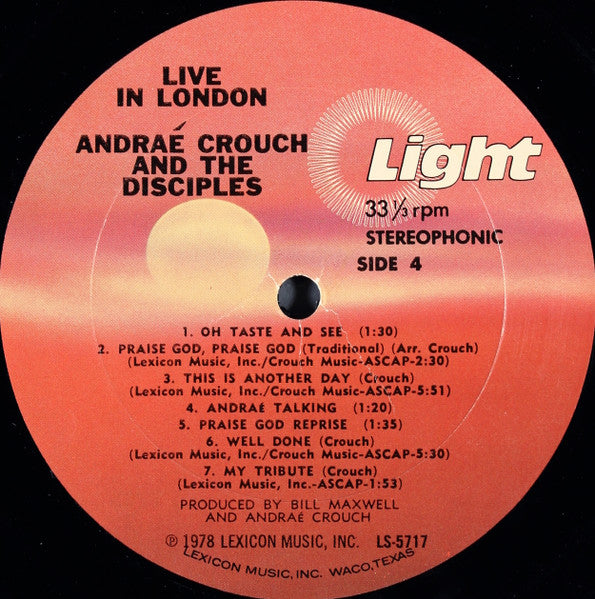 LIVE
IN LONDON
ANDRAÉ CROUCH
AND THE
DISCIPLES
Light
33 1/3 rpm
STEREOPHONIC
SIDE 4
1. OH TASTE AND SEE (1:30)
2. PRAISE GOD, PRAISE GOD (Traditional) (Arr. Crouch)
(Lexicon Music, Inc./Crouch Music-ASCAP-2:30)
3. THIS IS ANOTHER DAY (Crouch)
(Lexicon Music, Inc./Crouch Music-ASCAP-5:51)
4. ANDRAÉ TALKING (1:20)
5. PRAISE GOD REPRISE (1:35)
6. WELL DONE (Crouch)
(Lexicon Music, Inc./Crouch Music-ASCAP-5:30)
7. MY TRIBUTE (Crouch)
(Lexicon Music, Inc.-ASCAP-1:53)
PRODUCED BY BILL MAXWELL
AND ANDRAÉ CROUCH
℗ 1978 LEXICON MUSIC, INC. LS-5717
LEXICON MUSIC, INC. WACO, TEXAS